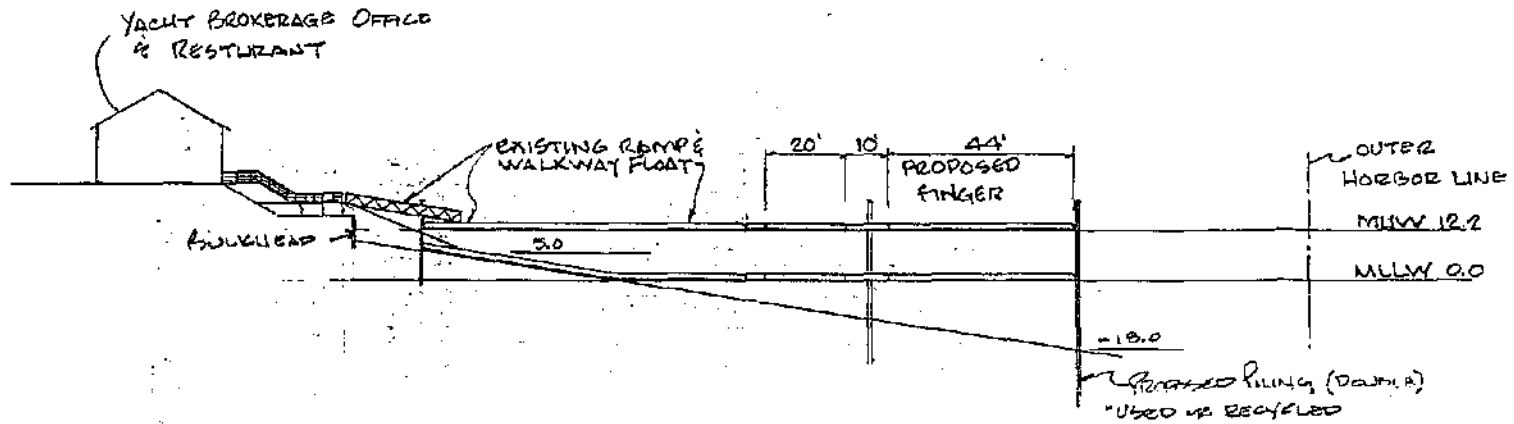 YACHT BROKERAGE OFFICE
& RESTURANT
EXISTING RAMP &
WALKWAY FLOAT
20'
10'
44'
PROPOSED
FINGER
OUTER
HORBOR LINE
BULKHEAD
5.0
MHW 12.2
MLLW 0.0
-18.0
PROPOSED PILING (DOUBLE)
*USED OR RECYCLED